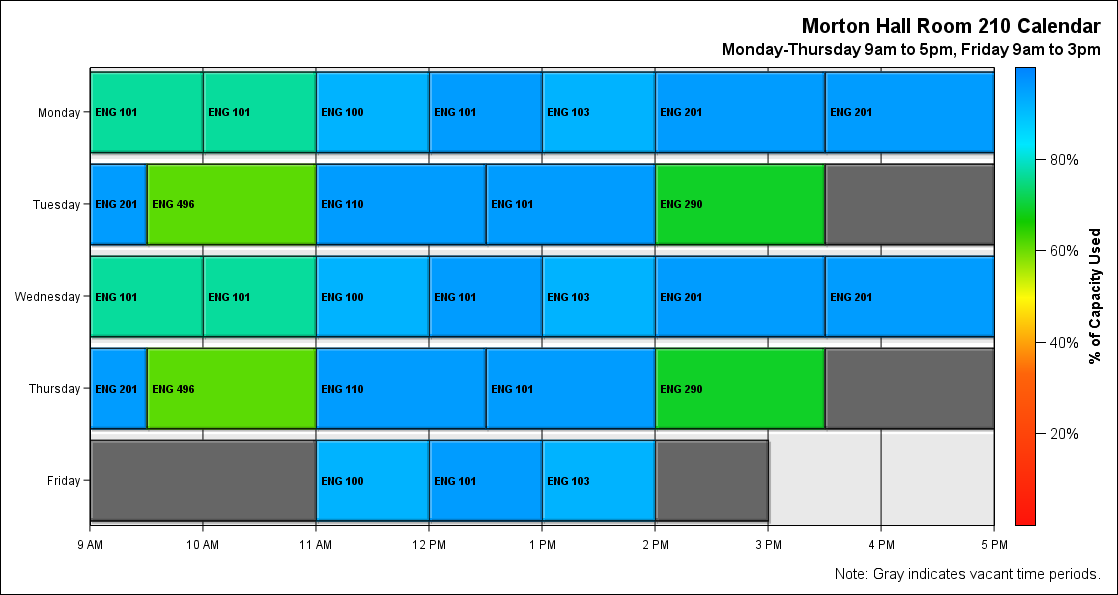 Morton Hall Room 210 Calendar
Monday-Thursday 9am to 5pm, Friday 9am to 3pm
Monday ENG 101 ENG 101 ENG 100 ENG 101 ENG 103 ENG 201 ENG 201
80%
Tuesday ENG 201 ENG 496 ENG 110 ENG 101 ENG 290
60%
Wednesday ENG 101 ENG 101 ENG 100 ENG 101 ENG 103 ENG 201 ENG 201
40%
Thursday ENG 201 ENG 496 ENG 110 ENG 101 ENG 290
20%
Friday ENG 100 ENG 101 ENG 103
% of Capacity Used
9 AM 10 AM 11 AM 12 PM 1 PM 2 PM 3 PM 4 PM 5 PM
Note: Gray indicates vacant time periods.